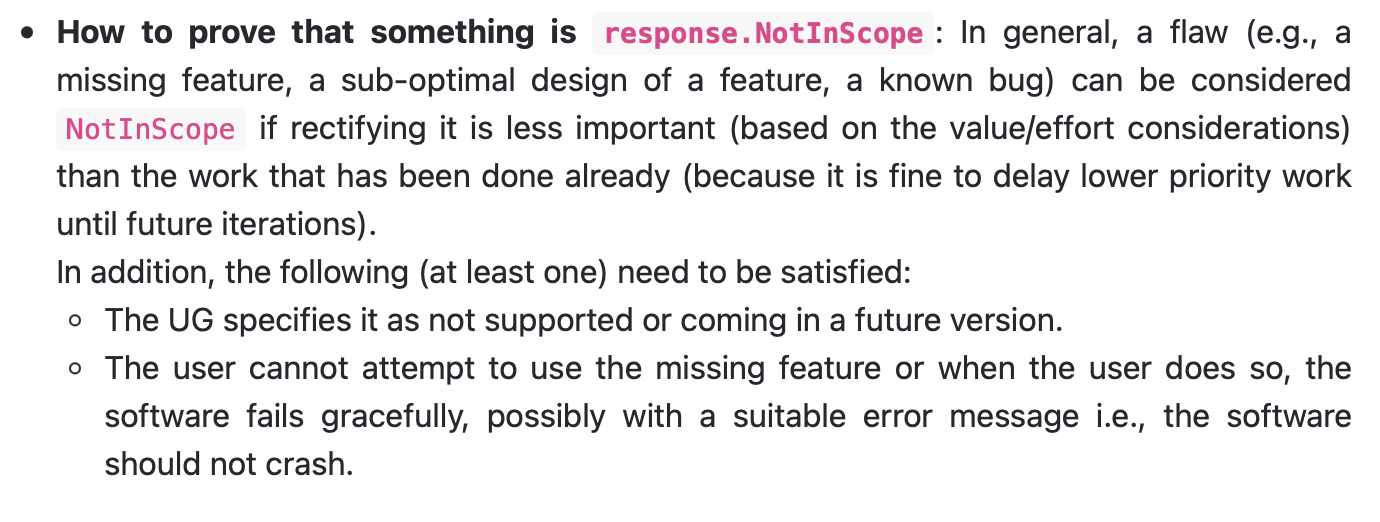 How to prove that something is response.NotInScope: In general, a flaw (e.g., a
missing feature, a sub-optimal design of a feature, a known bug) can be considered
NotInScope if rectifying it is less important (based on the value/effort considerations)
than the work that has been done already (because it is fine to delay lower priority work
until future iterations).
In addition, the following (at least one) need to be satisfied:
The UG specifies it as not supported or coming in a future version.
The user cannot attempt to use the missing feature or when the user does so, the
software fails gracefully, possibly with a suitable error message i.e., the software
should not crash.